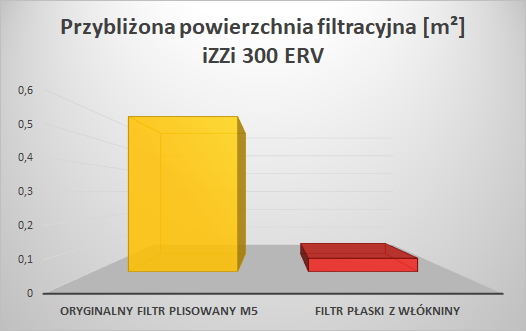 Przybliżona powierzchnia filtracyjna [m²]
iZZi 300 ERV
0,6
0,5
0,4
0,3
0,2
0,1
0
ORYGINALNY FILTR PLISOWANY M5
FILTR PŁASKI Z WŁÓKNINY